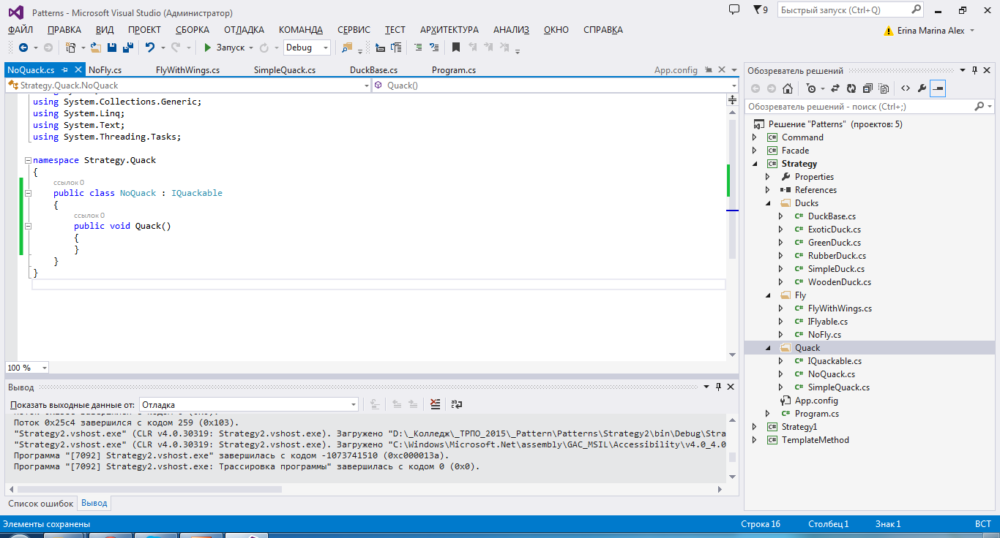 Patterns - Microsoft Visual Studio (Администратор)
9
Быстрый запуск (Ctrl+Q)
ФАЙЛ ПРАВКА ВИД ПРОЕКТ СБОРКА ОТЛАДКА КОМАНДА СЕРВИС ТЕСТ АРХИТЕКТУРА АНАЛИЗ ОКНО СПРАВКА
Erina Marina Alex
Запуск Debug
NoQuack.cs NoFly.cs FlyWithWings.cs SimpleQuack.cs DuckBase.cs Program.cs App.config
Strategy.Quack.NoQuack Quack()
using System.Collections.Generic;
using System.Linq;
using System.Text;
using System.Threading.Tasks;
namespace Strategy.Quack
{
ссылок 0
public class NoQuack : IQuackable
{
ссылок 0
public void Quack()
{
}
}
}
100 %
Вывод
Показать выходные данные от: Отладка
Поток 0x25c4 завершился с кодом 259 (0x103).
"Strategy2.vshost.exe" (CLR v4.0.30319: Strategy2.vshost.exe). Загружено "D:\_Колледж\_ТРПО_2015\_Pattern\Patterns\Strategy2\bin\Debug\Stra
"Strategy2.vshost.exe" (CLR v4.0.30319: Strategy2.vshost.exe). Загружено "C:\Windows\Microsoft.Net\assembly\GAC_MSIL\Accessibility\v4.0_4.0
Программа "[7092] Strategy2.vshost.exe" завершилась с кодом -1073741510 (0xc000013a).
Программа "[7092] Strategy2.vshost.exe: Трассировка программы" завершилась с кодом 0 (0x0).
Список ошибок Вывод
Обозреватель решений
Обозреватель решений - поиск (Ctrl+;)
Решение "Patterns" (проектов: 5)
C# Command
C# Facade
C# Strategy
Properties
References
Ducks
C# DuckBase.cs
C# ExoticDuck.cs
C# GreenDuck.cs
C# RubberDuck.cs
C# SimpleDuck.cs
C# WoodenDuck.cs
Fly
C# FlyWithWings.cs
C# IFlyable.cs
C# NoFly.cs
Quack
C# IQuackable.cs
C# NoQuack.cs
C# SimpleQuack.cs
App.config
C# Program.cs
C# Strategy1
C# TemplateMethod
Элементы сохранены Строка 16 Столбец 1 Знак 1 ВСТ